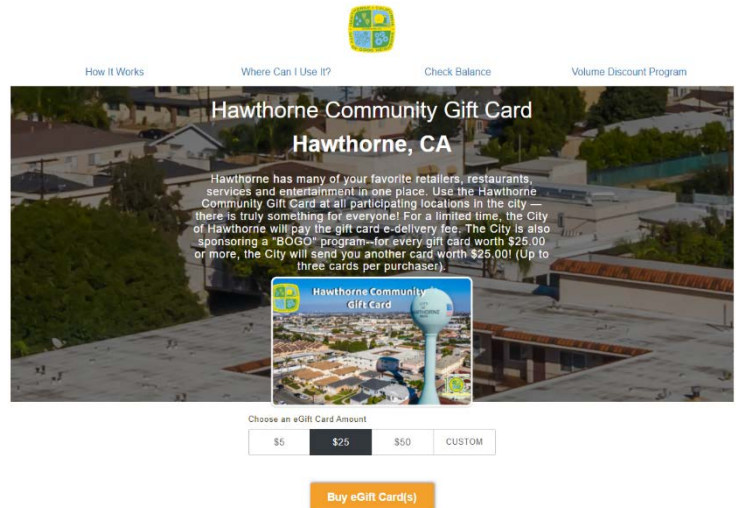 How It Works Where Can I Use It? Check Balance Volume Discount Program
Hawthorne Community Gift Card
Hawthorne, CA
Hawthorne has many of your favorite retailers, restaurants,
services and entertainment in one place. Use the Hawthorne
Community Gift Card at all participating locations in the city —
there is truly something for everyone! For a limited time, the City
of Hawthorne will pay the gift card e-delivery fee. The City is also
sponsoring a "BOGO" program--for every gift card worth $25.00
or more, the City will send you another card worth $25.00! (Up to
three cards per purchaser).
Hawthorne Community
Gift Card
Choose an eGift Card Amount
$5 $25 $50 CUSTOM
Buy eGift Card(s)